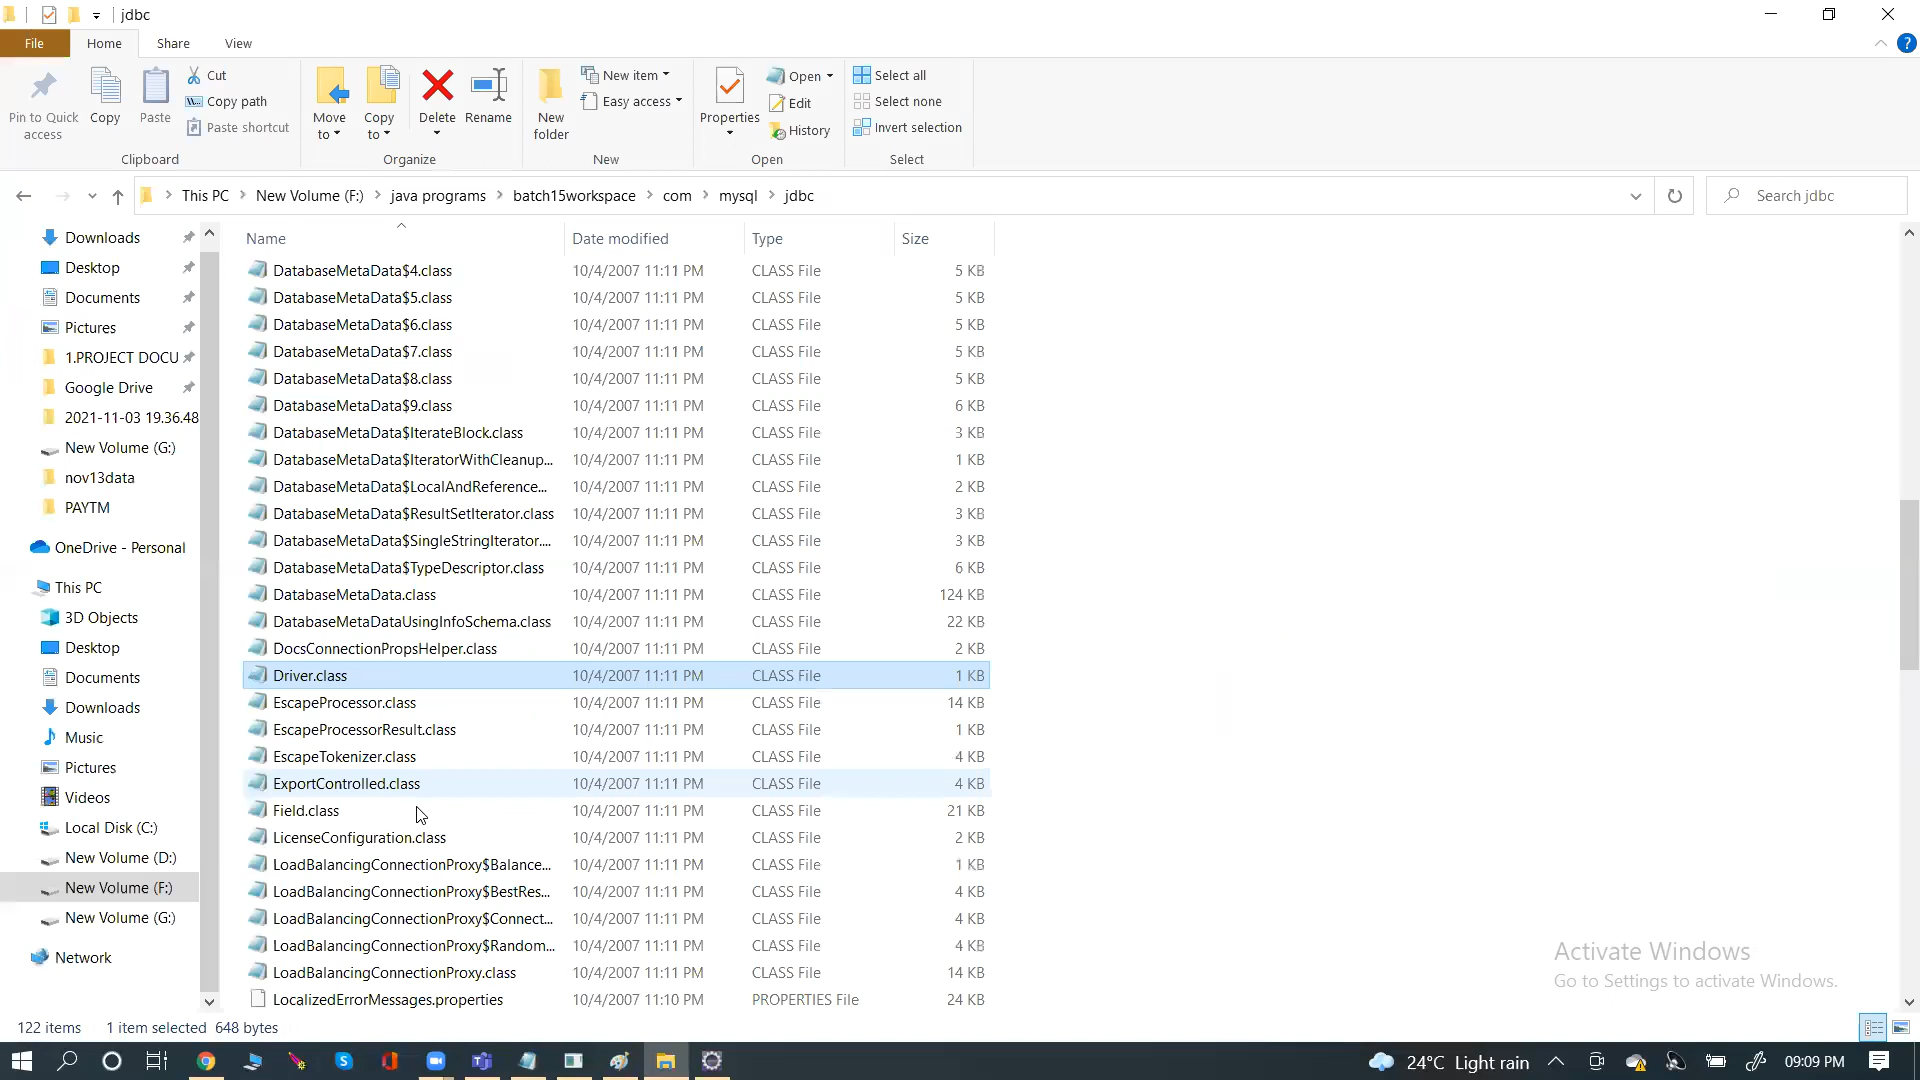 jdbc
File Home Share View
Pin to Quick access
Copy
Paste
Cut
Copy path
Paste shortcut
Clipboard
Move to
Copy to
Delete
Rename
Organize
New folder
New item
Easy access
New
Properties
Open
Edit
History
Open
Select all
Select none
Invert selection
Select
This PC > New Volume (F:) > java programs > batch15workspace > com > mysql > jdbc
Search jdbc
Downloads
Desktop
Documents
Pictures
1.PROJECT DOCU
Google Drive
2021-11-03 19.36.48
New Volume (G:)
nov13data
PAYTM
OneDrive - Personal
This PC
3D Objects
Desktop
Documents
Downloads
Music
Pictures
Videos
Local Disk (C:)
New Volume (D:)
New Volume (F:)
New Volume (G:)
Network
Name Date modified Type Size
DatabaseMetaData$4.class 10/4/2007 11:11 PM CLASS File 5 KB
DatabaseMetaData$5.class 10/4/2007 11:11 PM CLASS File 5 KB
DatabaseMetaData$6.class 10/4/2007 11:11 PM CLASS File 5 KB
DatabaseMetaData$7.class 10/4/2007 11:11 PM CLASS File 5 KB
DatabaseMetaData$8.class 10/4/2007 11:11 PM CLASS File 5 KB
DatabaseMetaData$9.class 10/4/2007 11:11 PM CLASS File 6 KB
DatabaseMetaData$IterateBlock.class 10/4/2007 11:11 PM CLASS File 3 KB
DatabaseMetaData$IteratorWithCleanup... 10/4/2007 11:11 PM CLASS File 1 KB
DatabaseMetaData$LocalAndReference... 10/4/2007 11:11 PM CLASS File 2 KB
DatabaseMetaData$ResultSetIterator.class 10/4/2007 11:11 PM CLASS File 3 KB
DatabaseMetaData$SingleStringIterator.... 10/4/2007 11:11 PM CLASS File 3 KB
DatabaseMetaData$TypeDescriptor.class 10/4/2007 11:11 PM CLASS File 6 KB
DatabaseMetaData.class 10/4/2007 11:11 PM CLASS File 124 KB
DatabaseMetaDataUsingInfoSchema.class 10/4/2007 11:11 PM CLASS File 22 KB
DocsConnectionPropsHelper.class 10/4/2007 11:11 PM CLASS File 2 KB
Driver.class 10/4/2007 11:11 PM CLASS File 1 KB
EscapeProcessor.class 10/4/2007 11:11 PM CLASS File 14 KB
EscapeProcessorResult.class 10/4/2007 11:11 PM CLASS File 1 KB
EscapeTokenizer.class 10/4/2007 11:11 PM CLASS File 4 KB
ExportControlled.class 10/4/2007 11:11 PM CLASS File 4 KB
Field.class 10/4/2007 11:11 PM CLASS File 21 KB
LicenseConfiguration.class 10/4/2007 11:11 PM CLASS File 2 KB
LoadBalancingConnectionProxy$Balance... 10/4/2007 11:11 PM CLASS File 1 KB
LoadBalancingConnectionProxy$BestRes... 10/4/2007 11:11 PM CLASS File 4 KB
LoadBalancingConnectionProxy$Connect... 10/4/2007 11:11 PM CLASS File 4 KB
LoadBalancingConnectionProxy$Random... 10/4/2007 11:11 PM CLASS File 4 KB
LoadBalancingConnectionProxy.class 10/4/2007 11:11 PM CLASS File 14 KB
LocalizedErrorMessages.properties 10/4/2007 11:10 PM PROPERTIES File 24 KB
Activate Windows
Go to Settings to activate Windows.
122 items 1 item selected 648 bytes
24°C Light rain 09:09 PM